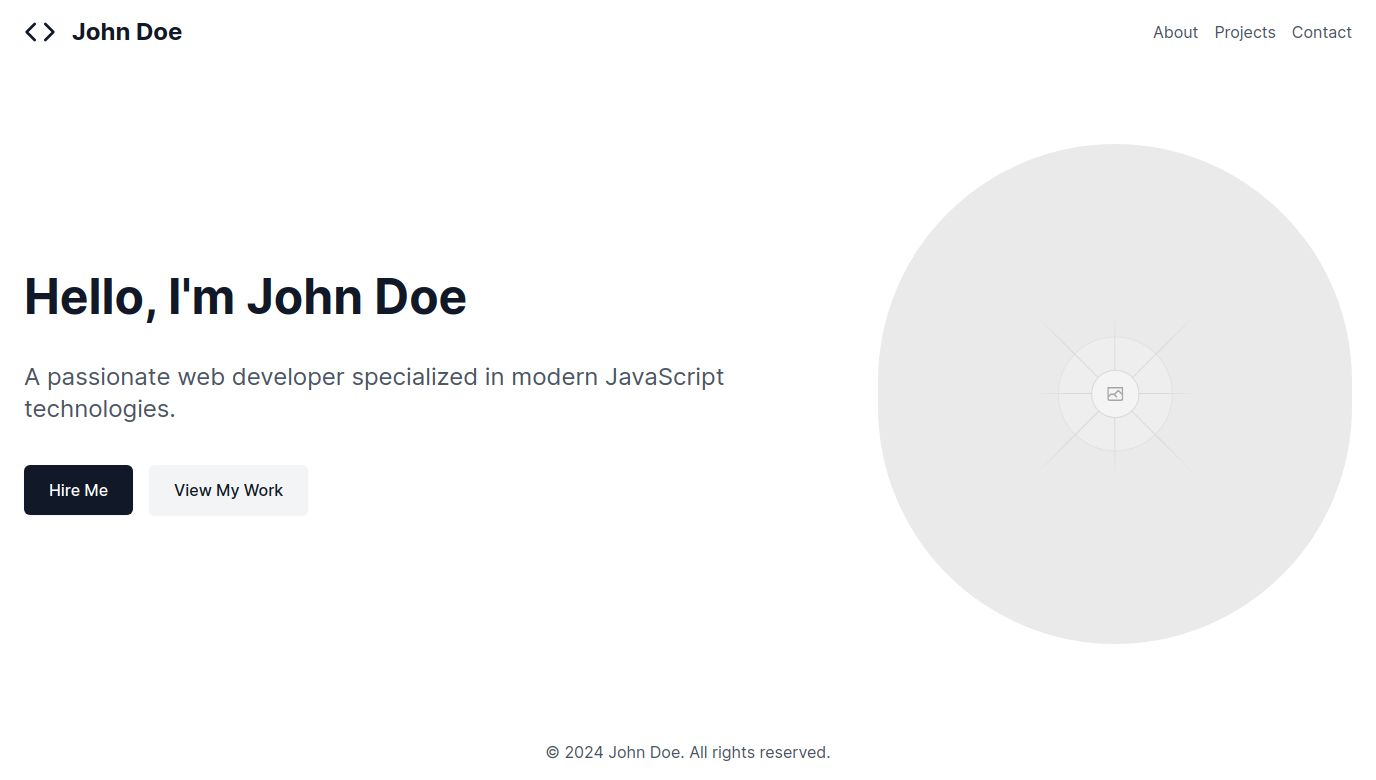 John Doe
About Projects Contact
Hello, I'm John Doe
A passionate web developer specialized in modern JavaScript
technologies.
Hire Me
View My Work
© 2024 John Doe. All rights reserved.